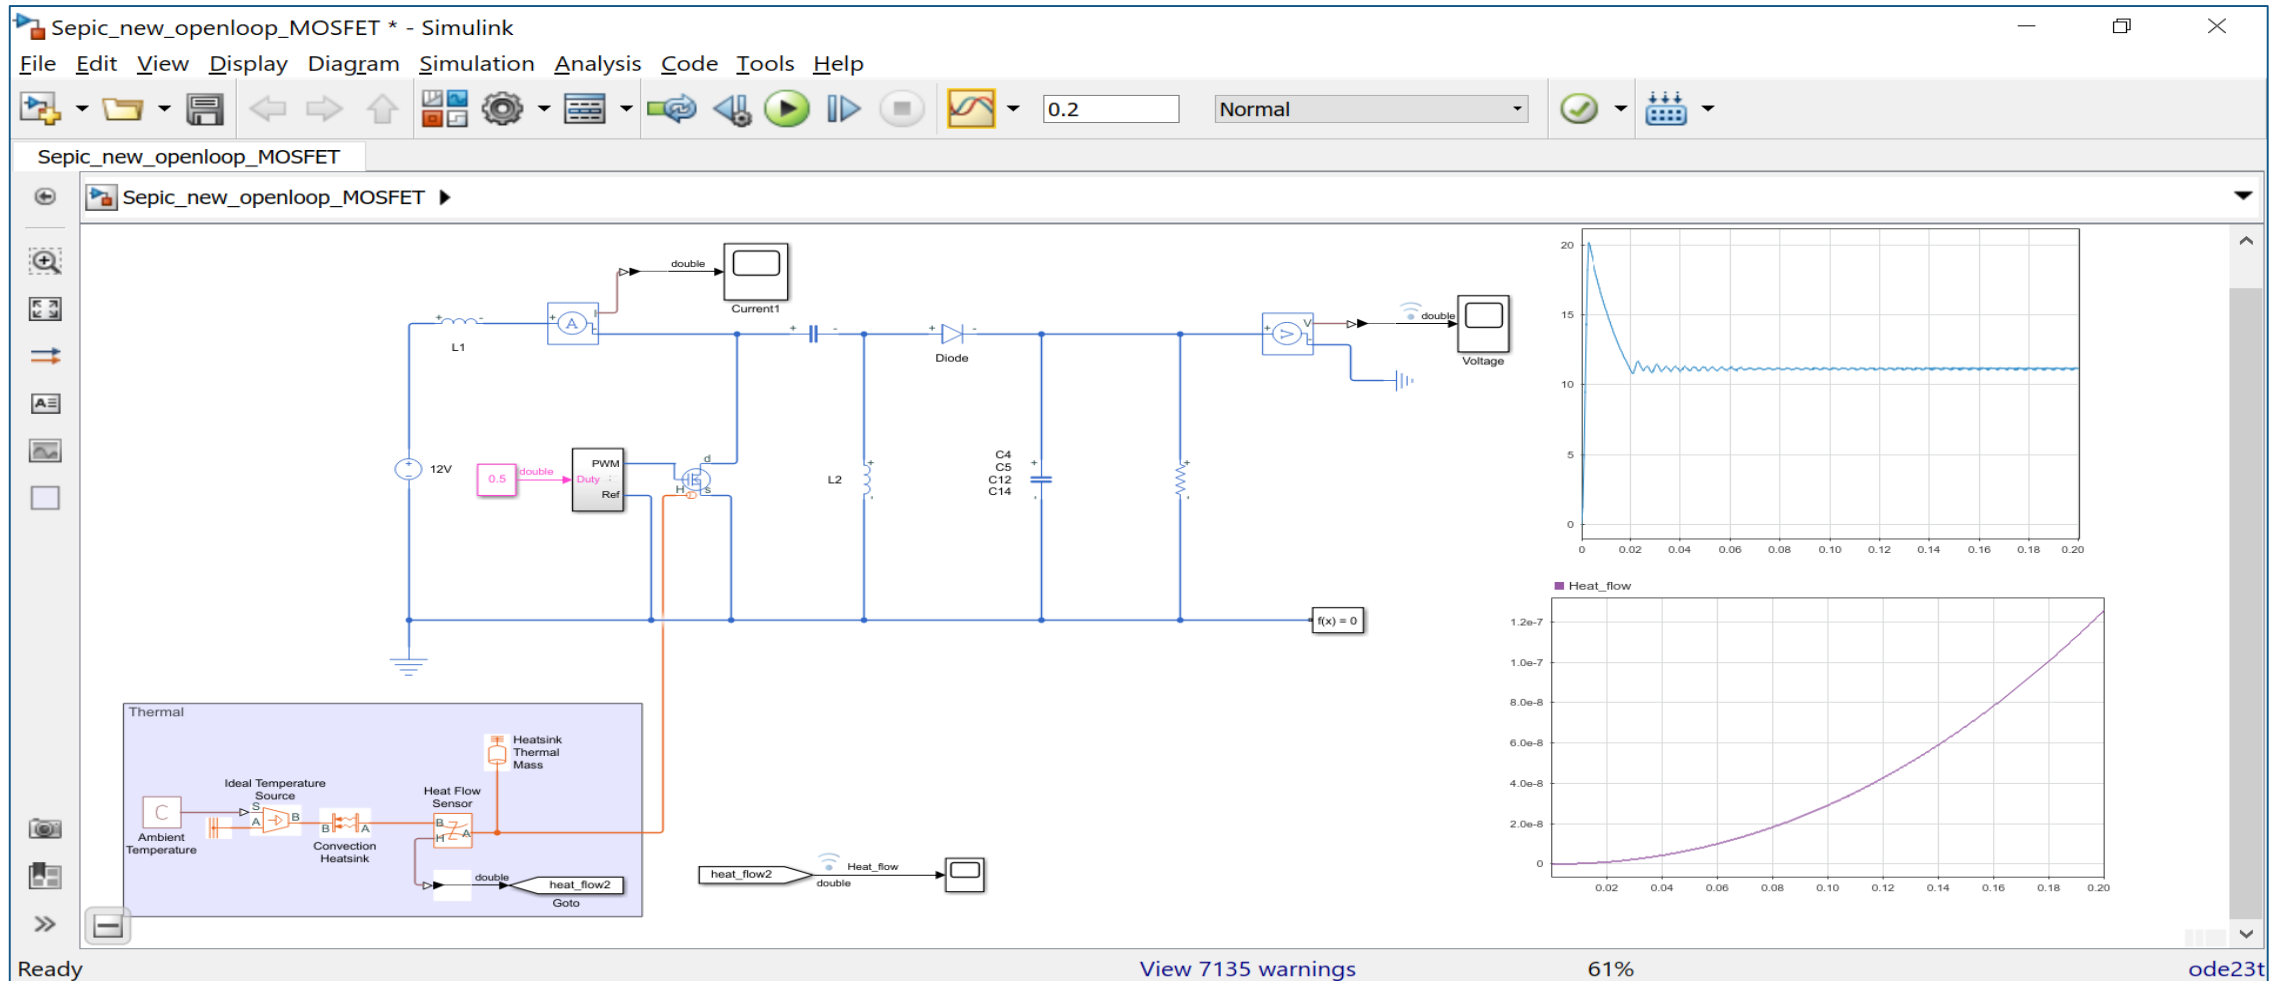 Sepic_new_openloop_MOSFET * - Simulink
File Edit View Display Diagram Simulation Analysis Code Tools Help
0.2 Normal
Sepic_new_openloop_MOSFET
Sepic_new_openloop_MOSFET
double
Current1
L1
A
I
Diode
V
double
Voltage
12V
0.5
double
PWM
Duty
Ref
d
H
s
L2
C4
C5
C12
C14
f(x) = 0
20
15
10
5
0
0 0.02 0.04 0.06 0.08 0.10 0.12 0.14 0.16 0.18 0.20
Heat_flow
1.2e-7
1.0e-7
8.0e-8
6.0e-8
4.0e-8
2.0e-8
0
0.02 0.04 0.06 0.08 0.10 0.12 0.14 0.16 0.18 0.20
Thermal
Heatsink
Thermal
Mass
Ideal Temperature
Source
Heat Flow
Sensor
C
S
A
B
B
A
B
A
H
Ambient
Temperature
Convection
Heatsink
double
heat_flow2
Goto
heat_flow2
Heat_flow
double
Ready View 7135 warnings 61% ode23t